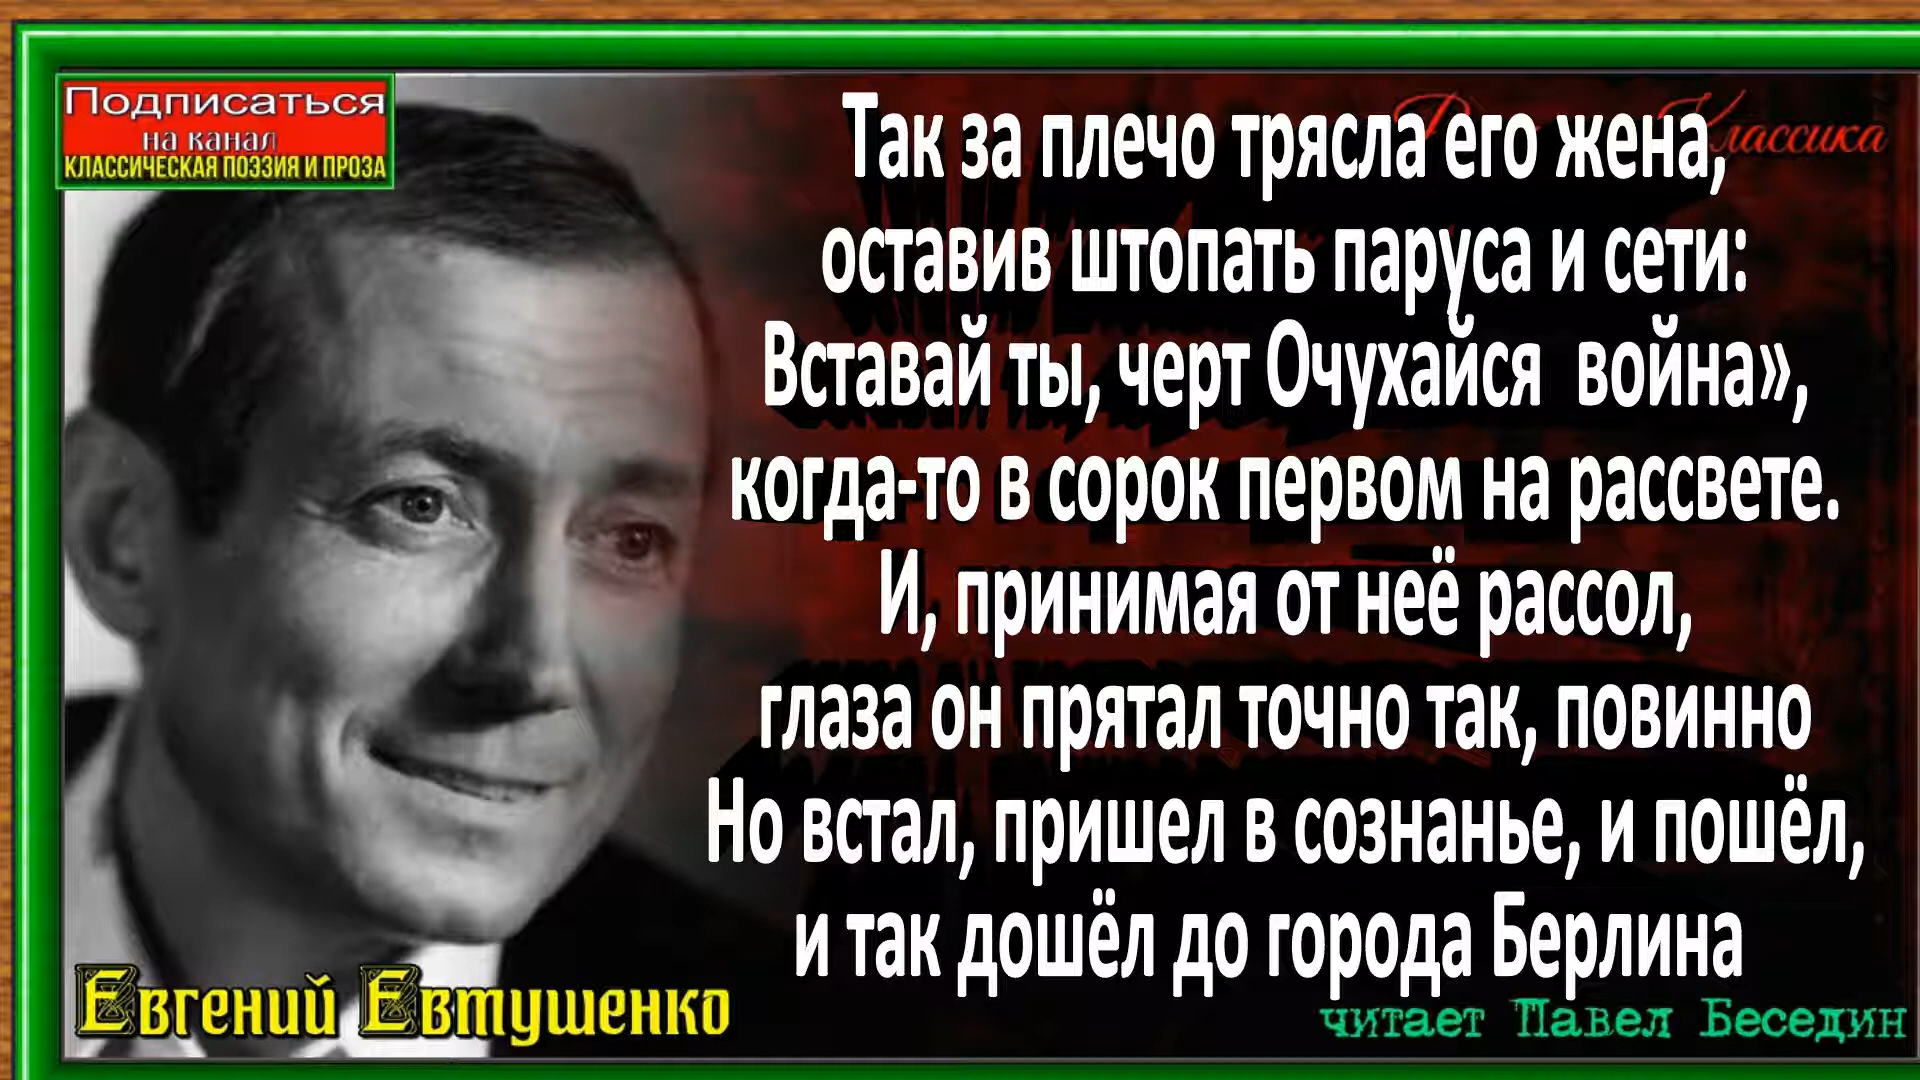 Подписаться
на канал
КЛАССИЧЕСКАЯ ПОЭЗИЯ И ПРОЗА
Классика
Так за плечо трясла его жена,
оставив штопать паруса и сети:
Вставай ты, черт Очухайся война»,
когда-то в сорок первом на рассвете.
И, принимая от неё рассол,
глаза он прятал точно так, повинно
Но встал, пришел в сознанье, и пошёл,
и так дошёл до города Берлина
Евгений Евтушенко
читает Павел Беседин